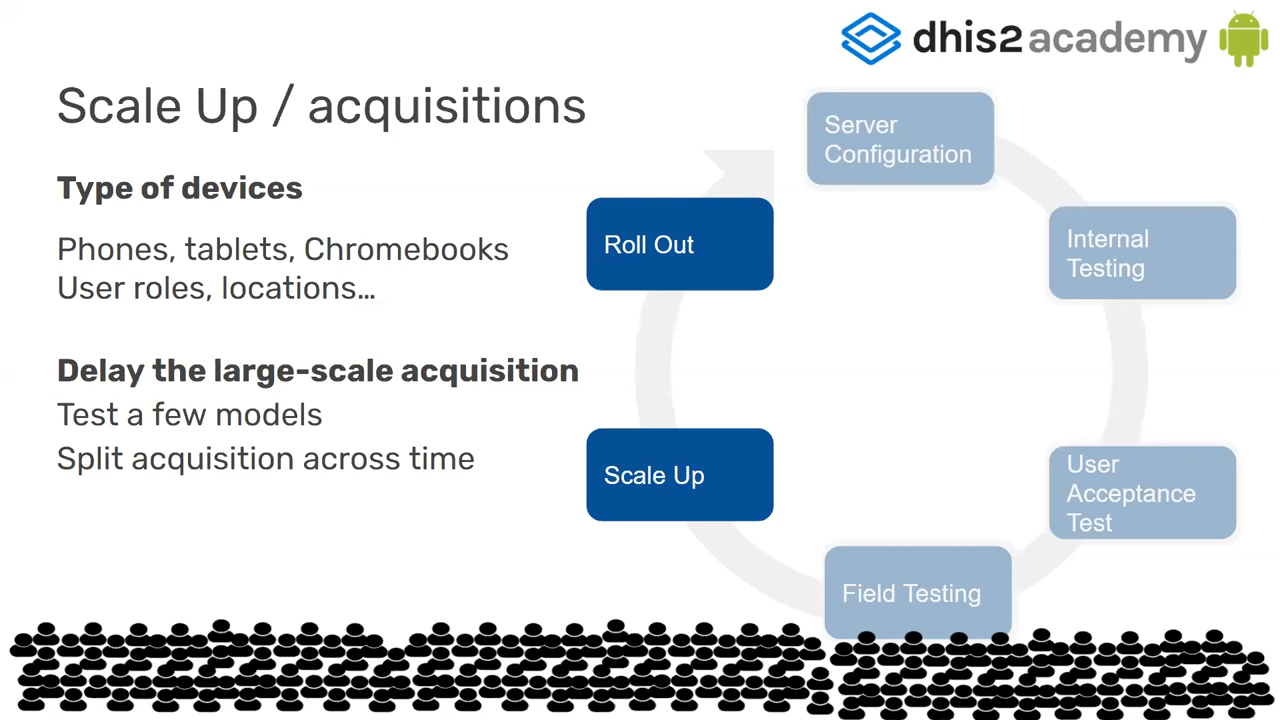 dhis2 academy
Scale Up / acquisitions
Type of devices
Phones, tablets, Chromebooks
User roles, locations…
Delay the large-scale acquisition
Test a few models
Split acquisition across time
Server
Configuration
Internal
Testing
User
Acceptance
Test
Field Testing
Scale Up
Roll Out